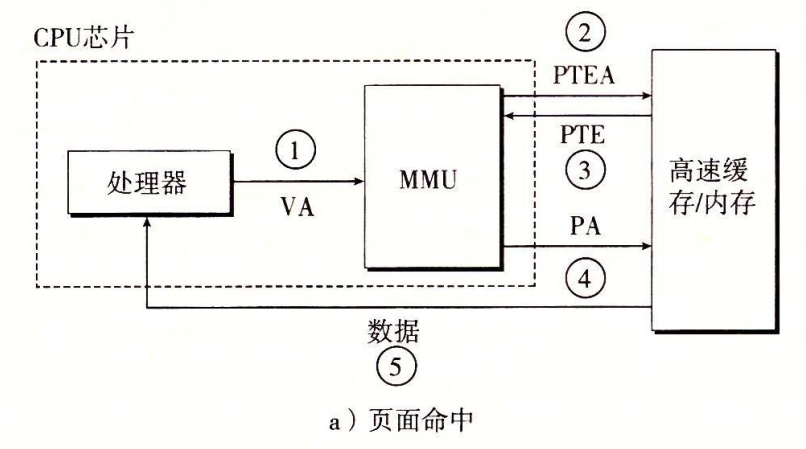 CPU芯片
②
PTEA
①
PTE
处理器
MMU
③
高速缓
存/内存
VA
PA
④
数据
⑤
a）页面命中